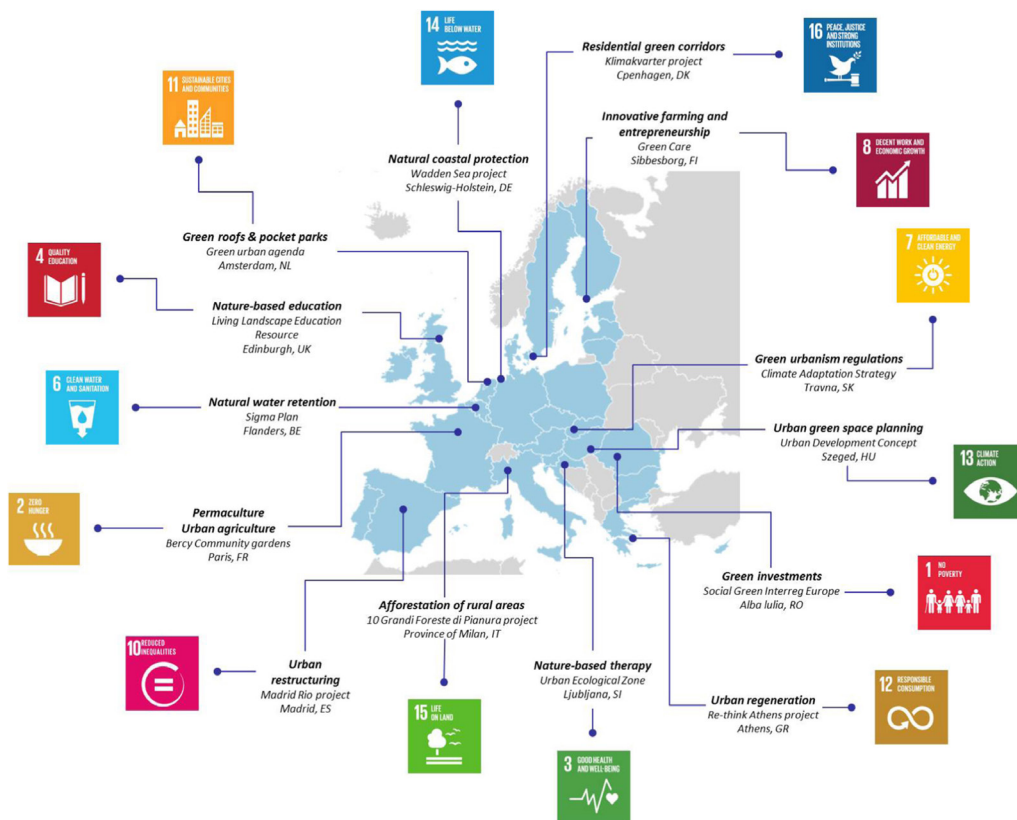 14 LIFE
BELOW WATER
Residential green corridors
Klimakvarter project
Cpenhagen, DK
16 PEACE, JUSTICE
AND STRONG
INSTITUTIONS
11 SUSTAINABLE CITIES
AND COMMUNITIES
Innovative farming and
entrepreneurship
Green Care
Sibbesborg, FI
8 DECENT WORK AND
ECONOMIC GROWTH
Natural coastal protection
Wadden Sea project
Schleswig-Holstein, DE
Green roofs & pocket parks
Green urban agenda
Amsterdam, NL
4 QUALITY
EDUCATION
7 AFFORDABLE AND
CLEAN ENERGY
Nature-based education
Living Landscape Education
Resource
Edinburgh, UK
Green urbanism regulations
Climate Adaptation Strategy
Travna, SK
6 CLEAN WATER
AND SANITATION
Natural water retention
Sigma Plan
Flanders, BE
Urban green space planning
Urban Development Concept
Szeged, HU
13 CLIMATE
ACTION
2 ZERO
HUNGER
Permaculture
Urban agriculture
Bercy Community gardens
Paris, FR
1 NO
POVERTY
Green investments
Social Green Interreg Europe
Alba Iulia, RO
Afforestation of rural areas
10 Grandi Foreste di Pianura project
Province of Milan, IT
10 REDUCED
INEQUALITIES
Urban
restructuring
Madrid Rio project
Madrid, ES
Nature-based therapy
Urban Ecological Zone
Ljubljana, SI
12 RESPONSIBLE
CONSUMPTION
Urban regeneration
Re-think Athens project
Athens, GR
15 LIFE
ON LAND
3 GOOD HEALTH
AND WELL-BEING